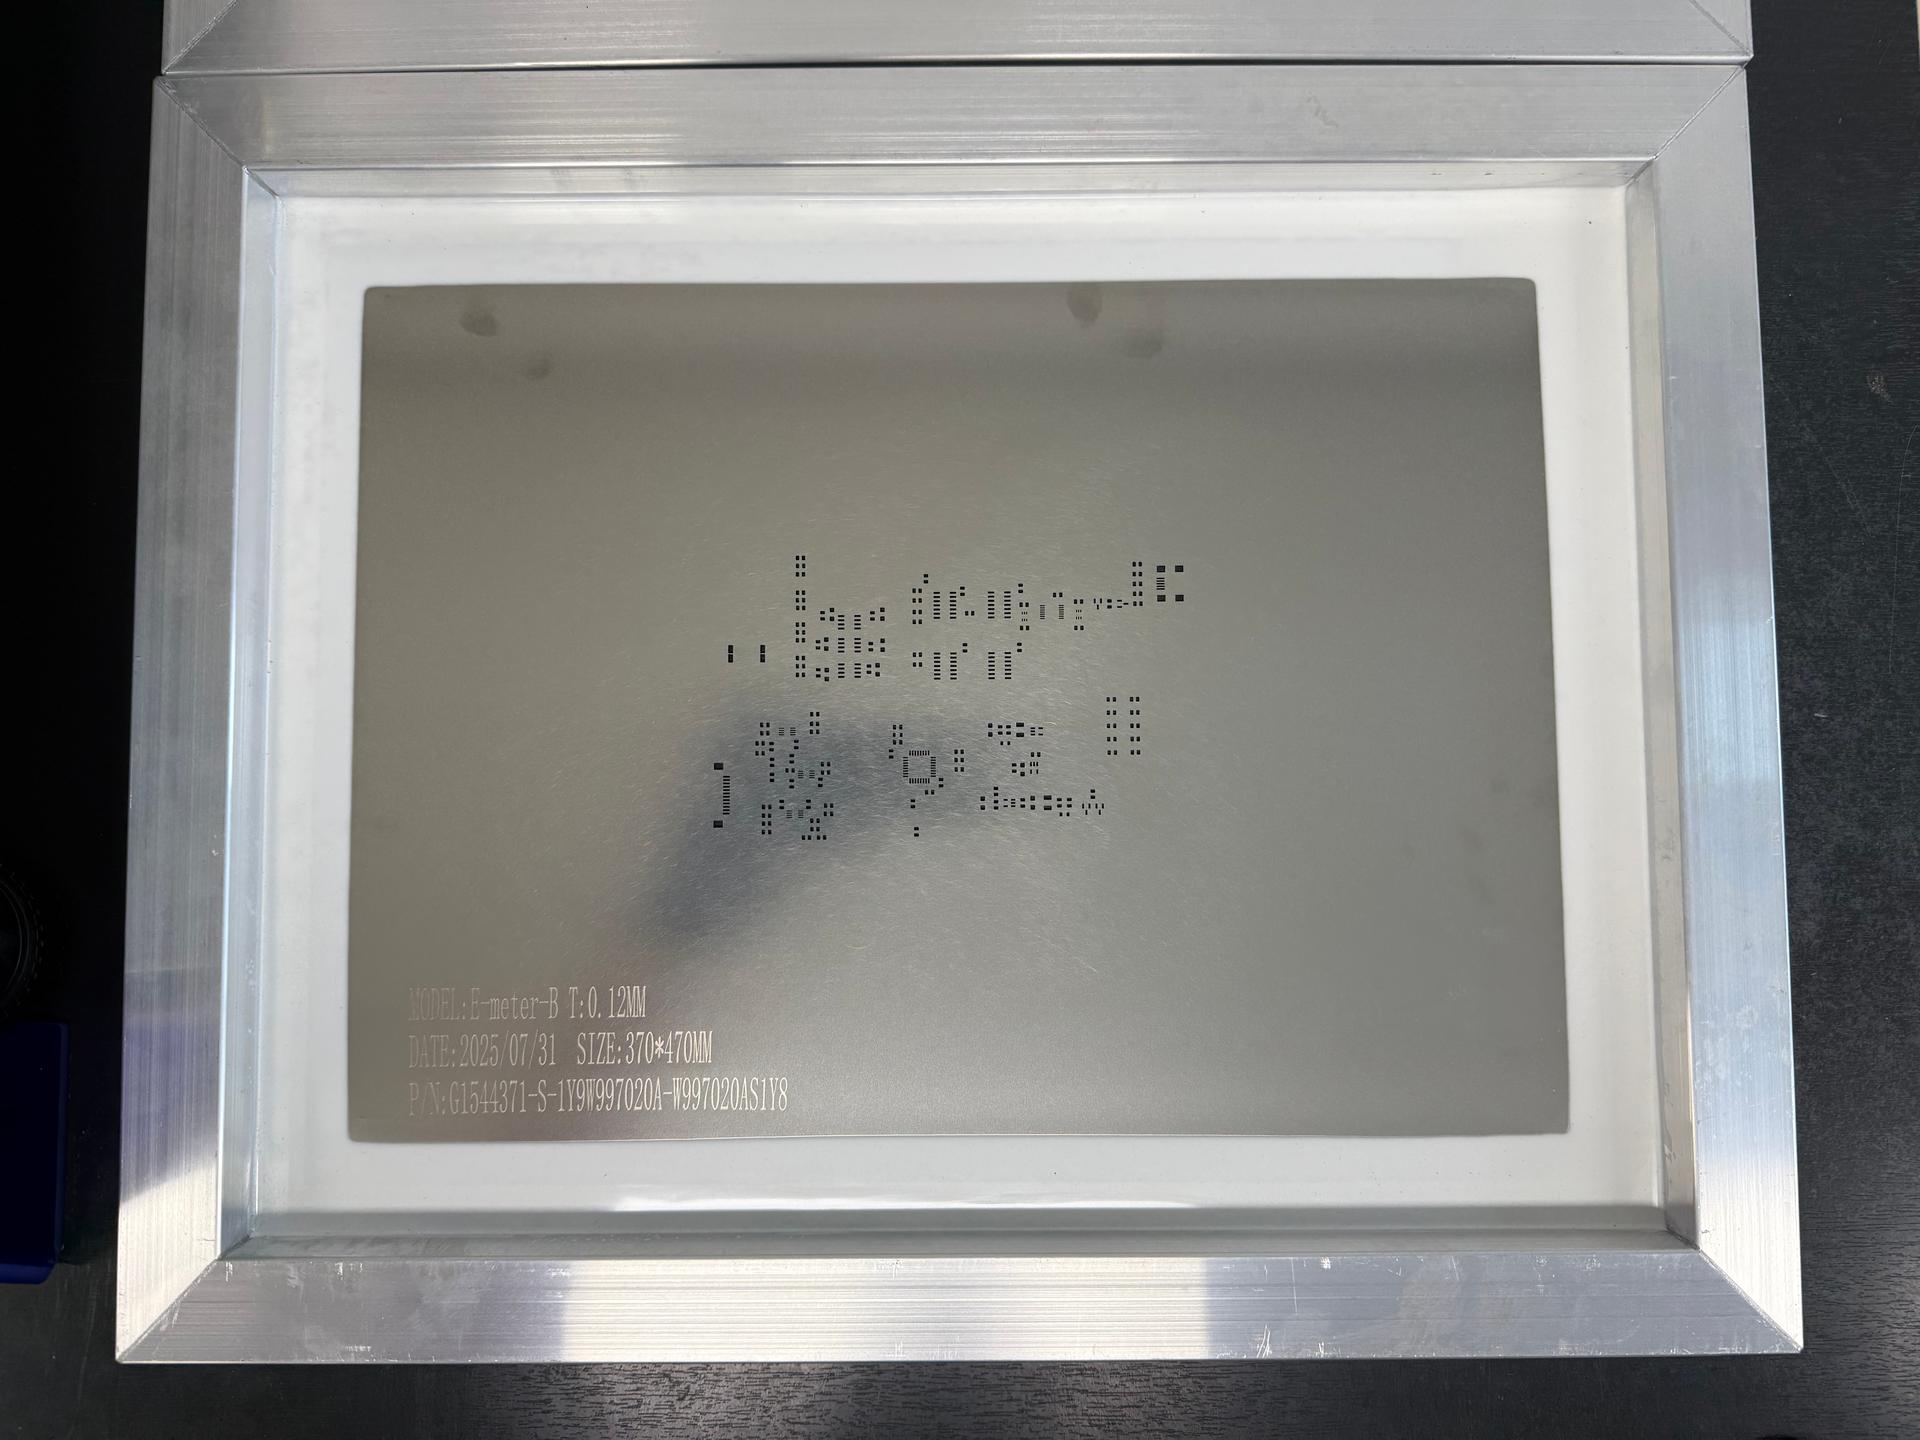 MODEL:E-meter-B T:0.12MM
DATE:2025/07/31 SIZE:370*470MM
P/N:G1544371-S-1Y9W997020A-W997020AS1Y8